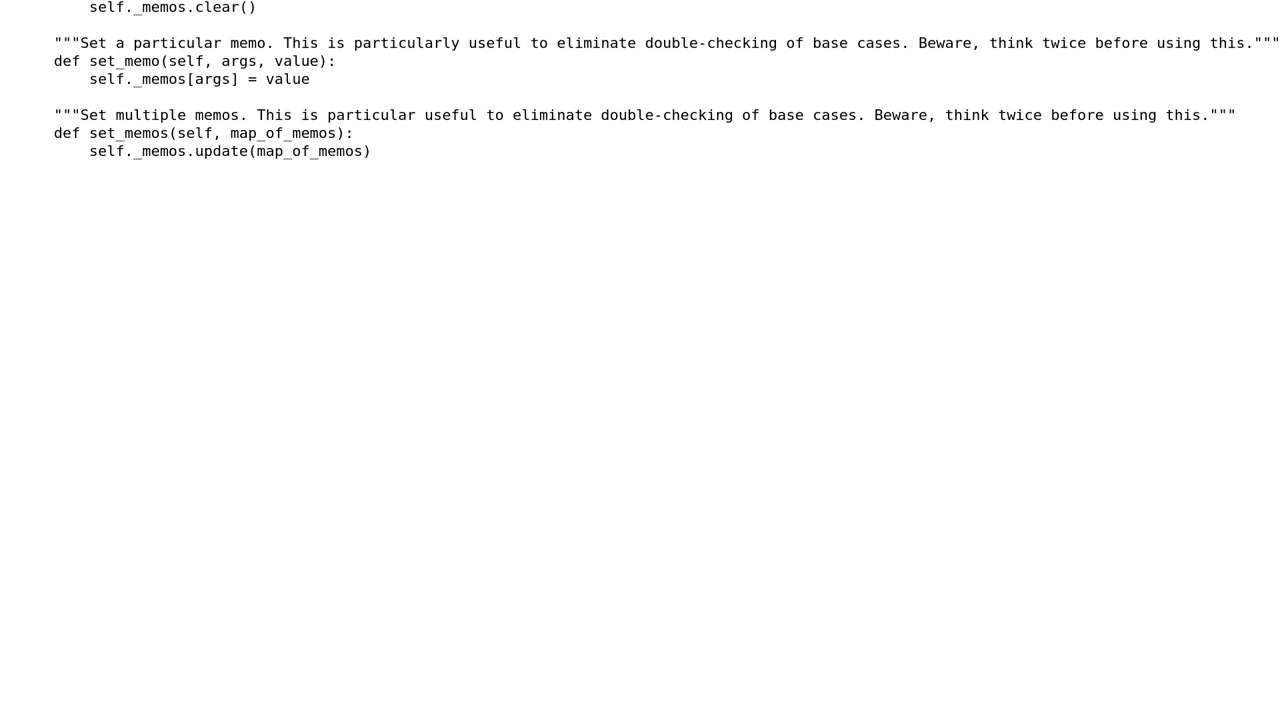 self._memos.clear()

    """Set a particular memo. This is particularly useful to eliminate double-checking of base cases. Beware, think twice before using this."""
    def set_memo(self, args, value):
        self._memos[args] = value

    """Set multiple memos. This is particular useful to eliminate double-checking of base cases. Beware, think twice before using this."""
    def set_memos(self, map_of_memos):
        self._memos.update(map_of_memos)